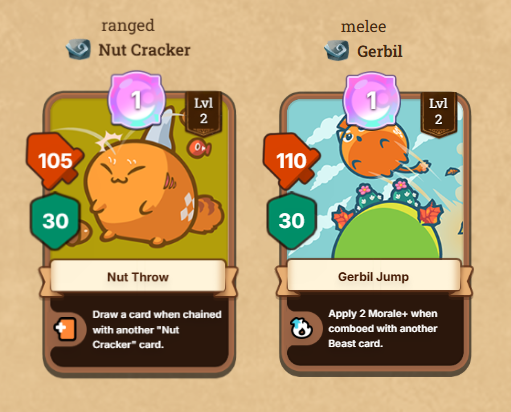 ranged
Nut Cracker
1
Lvl
2
105
30
Nut Throw
Draw a card when chained
with another "Nut
Cracker" card.
melee
Gerbil
1
Lvl
2
110
30
Gerbil Jump
Apply 2 Morale+ when
comboed with another
Beast card.